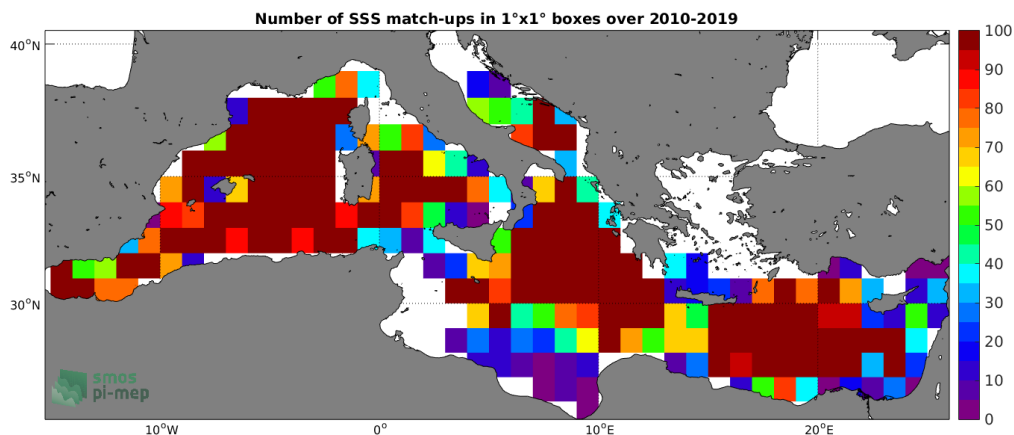 Number of SSS match-ups in 1°x1° boxes over 2010-2019
40°N
35°N
30°N
10°W
0°
10°E
20°E
100
90
80
70
60
50
40
30
20
10
0
smos
pi-mep